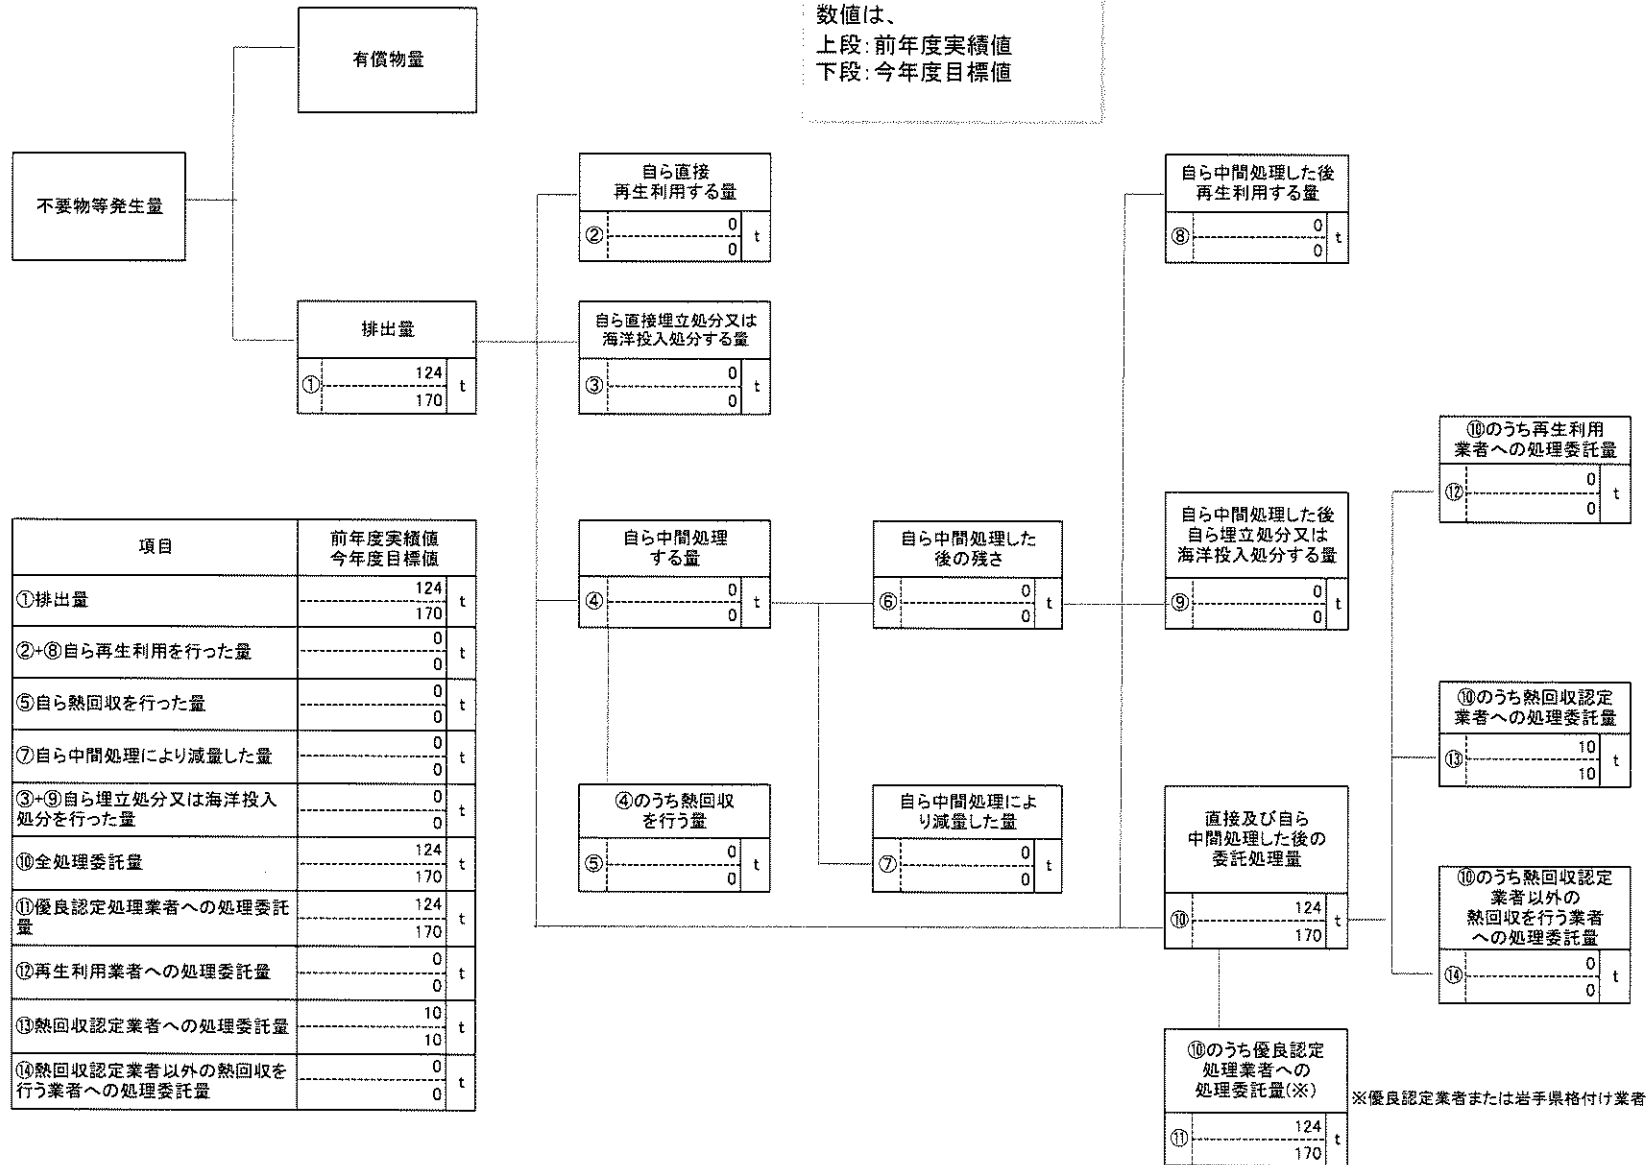 数値は、
上段:前年度実績値
下段:今年度目標値
有償物量
不要物等発生量
自ら直接
再生利用する量
② 0 t
0
自ら中間処理した後
再生利用する量
⑧ 0 t
0
排出量
① 124 t
170
自ら直接埋立処分又は
海洋投入処分する量
③ 0 t
0
⑩のうち再生利用
業者への処理委託量
⑫ 0 t
0
自ら中間処理
する量
④ 0 t
0
自ら中間処理した
後の残さ
⑥ 0 t
0
自ら中間処理した後
自ら埋立処分又は
海洋投入処分する量
⑨ 0 t
0
⑩のうち熱回収認定
業者への処理委託量
⑬ 10 t
10
④のうち熱回収
を行う量
⑤ 0 t
0
自ら中間処理によ
り減量した量
⑦ 0 t
0
直接及び自ら
中間処理した後の
委託処理量
⑩ 124 t
170
⑩のうち熱回収認定
業者以外の
熱回収を行う業者
への処理委託量
⑭ 0 t
0
⑩のうち優良認定
処理業者への
処理委託量(※)
⑪ 124 t
170
※優良認定業者または岩手県格付け業者
項目 前年度実績値
今年度目標値
①排出量 124 t
170
②+⑧自ら再生利用を行った量 0 t
0
⑤自ら熱回収を行った量 0 t
0
⑦自ら中間処理により減量した量 0 t
0
③+⑨自ら埋立処分又は海洋投入
処分を行った量 0 t
0
⑩全処理委託量 124 t
170
⑪優良認定処理業者への処理委託
量 124 t
170
⑫再生利用業者への処理委託量 0 t
0
⑬熱回収認定業者への処理委託量 10 t
10
⑭熱回収認定業者以外の熱回収を
行う業者への処理委託量 0 t
0